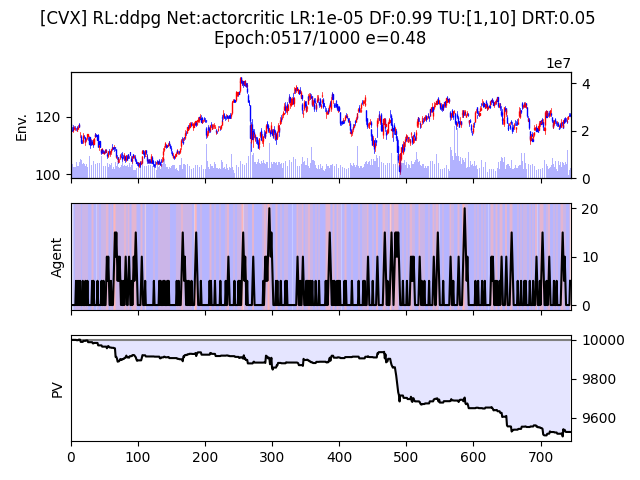 [CVX] RL:ddpg Net:actorcritic LR:1e-05 DF:0.99 TU:[1,10] DRT:0.05
Epoch:0517/1000 e=0.48
1e7
Env.
120
100
4
2
0
Agent
20
10
0
PV
10000
9800
9600
0 100 200 300 400 500 600 700